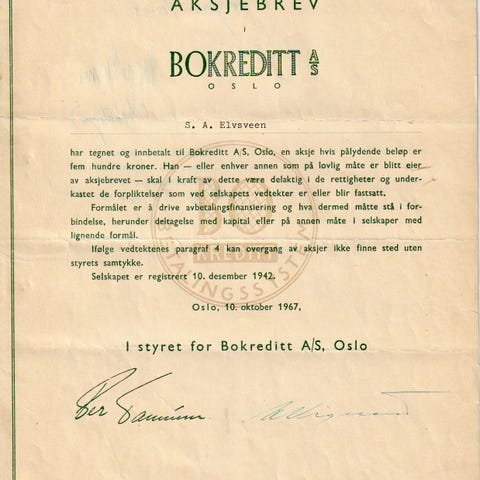 AKSJEBREV
I
BOKREDITT A/S
OSLO
S. A. Elvsveen
har tegnet og innbetalt til Bokreditt A/S, Oslo, en aksje hvis pålydende beløp er
fem hundre kroner. Han — eller enhver annen som på lovlig måte er blitt eier
av aksjebrevet — skal i kraft av dette være delaktig i de rettigheter og under-
kastet de forpliktelser som ved selskapets vedtekter er eller blir fastsatt.
Formålet er å drive avbetalingsfinansiering og hva dermed måtte stå i for-
bindelse, herunder deltagelse med kapital eller på annen måte i selskaper med
lignende formål.
Ifølge vedtektenes paragraf 4 kan overgang av aksjer ikke finne sted uten
styrets samtykke.
Selskapet er registrert 10. desember 1942.
BO
KREDITT
BETALINGSSYSTEM
Oslo, 10. oktober 1967,
I styret for Bokreditt A/S, Oslo
Per